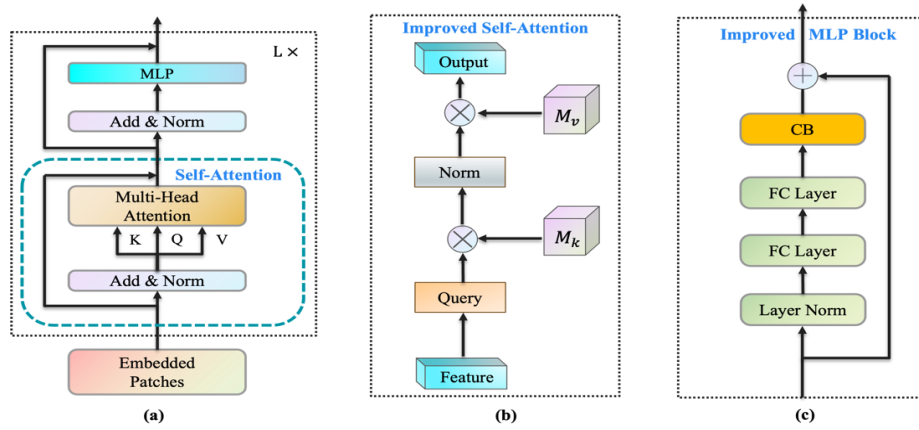 L ×
MLP
Add & Norm
Self-Attention
Multi-Head
Attention
K Q V
Add & Norm
Embedded
Patches
(a)
Improved Self-Attention
Output
M_v
Norm
M_k
Query
Feature
(b)
Improved MLP Block
CB
FC Layer
FC Layer
Layer Norm
(c)